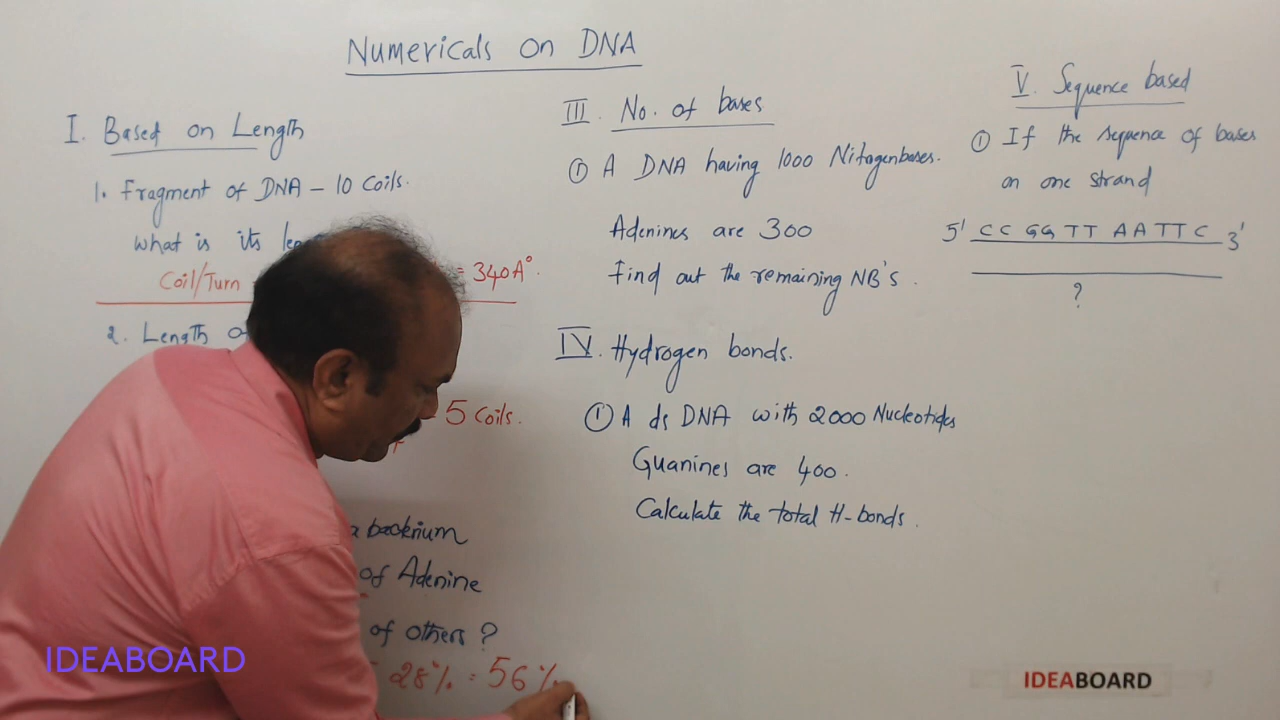 Numericals on DNA
I. Based on Length
1. Fragment of DNA - 10 Coils.
What is its
Coil/Turn = 340A°.
2. Length
5 Coils.
a backrium
of Adenine
of others ?
28% = 56%
III. No. of bases
① A DNA having 1000 Nitogenbases.
Adenines are 300
Find out the remaining NB's.
IV. Hydrogen bonds.
① A ds DNA with 2000 Nucleotides
Guanines are 400.
Calculate the total H-bonds.
V. Sequence based
① If the sequence of bases
on one strand
5' CC GG TT AA TT C 3'
?
IDEABOARD
IDEABOARD